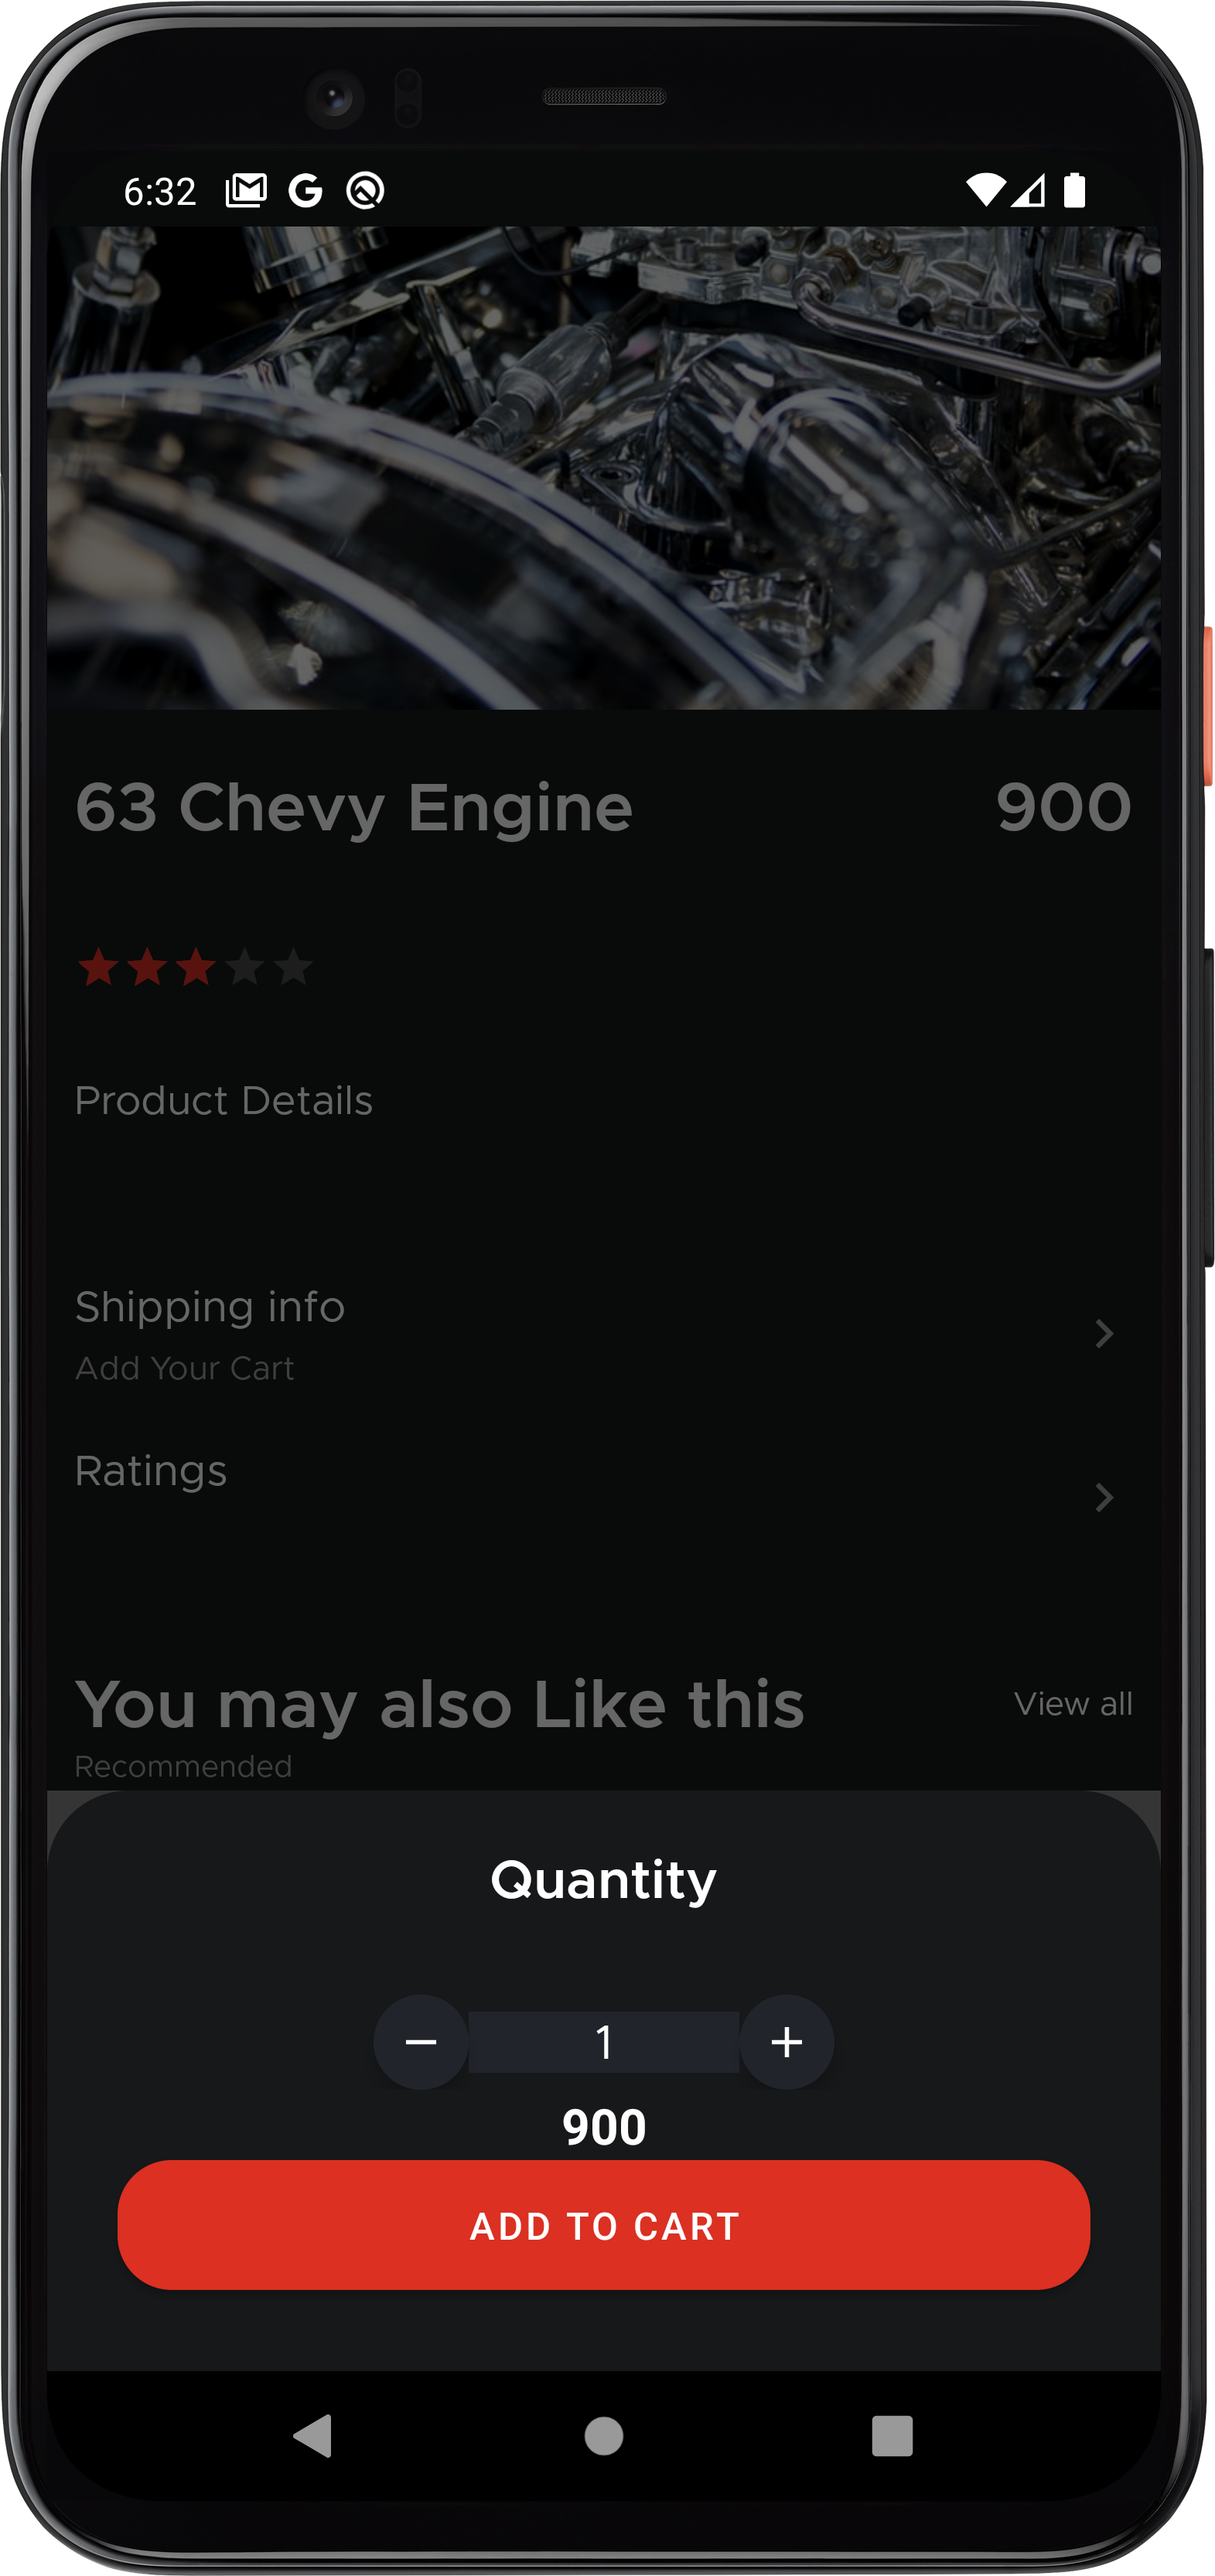 6:32
63 Chevy Engine 900
Product Details
Shipping info
Add Your Cart
Ratings
You may also Like this View all
Recommended
Quantity
1
900
ADD TO CART